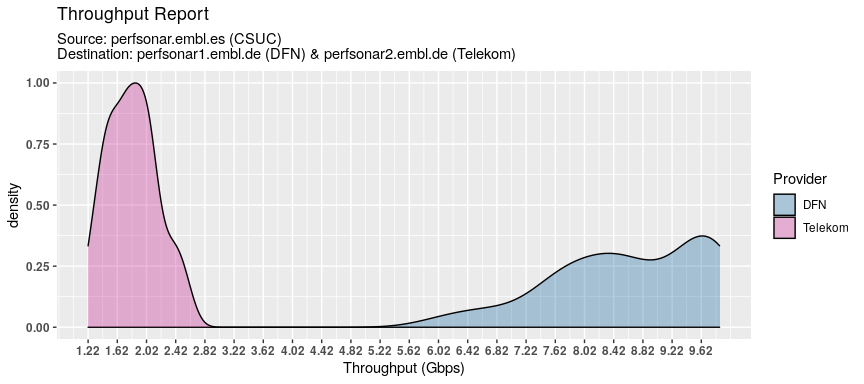 Throughput Report
Source: perfsonar.embl.es (CSUC)
Destination: perfsonar1.embl.de (DFN) & perfsonar2.embl.de (Telekom)
1.00
0.75
0.50
0.25
0.00
density
1.22 1.62 2.02 2.42 2.82 3.22 3.62 4.02 4.42 4.82 5.22 5.62 6.02 6.42 6.82 7.22 7.62 8.02 8.42 8.82 9.22 9.62
Throughput (Gbps)
Provider
DFN
Telekom